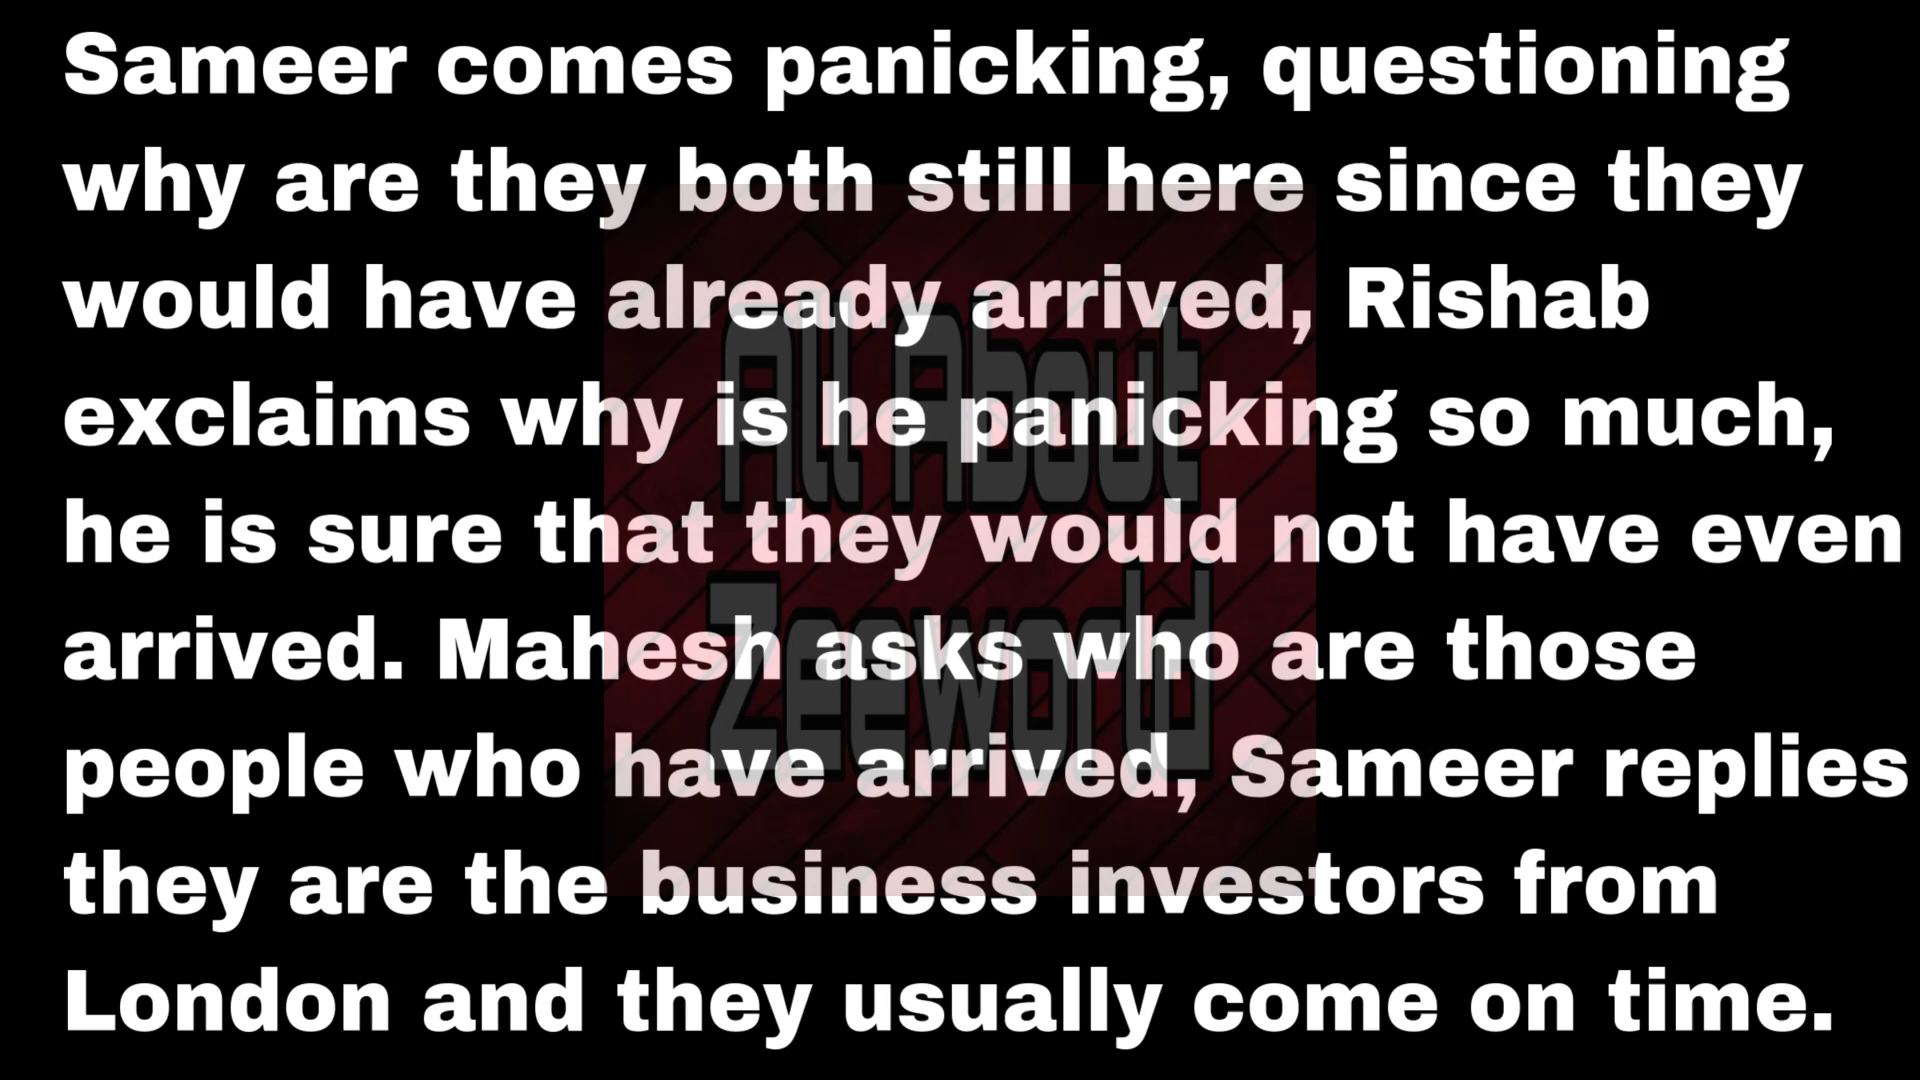 Sameer comes panicking, questioning
why are they both still here since they
would have already arrived, Rishab
exclaims why is he panicking so much,
he is sure that they would not have even
arrived. Mahesh asks who are those
people who have arrived, Sameer replies
they are the business investors from
London and they usually come on time.
All About
Zeeworld